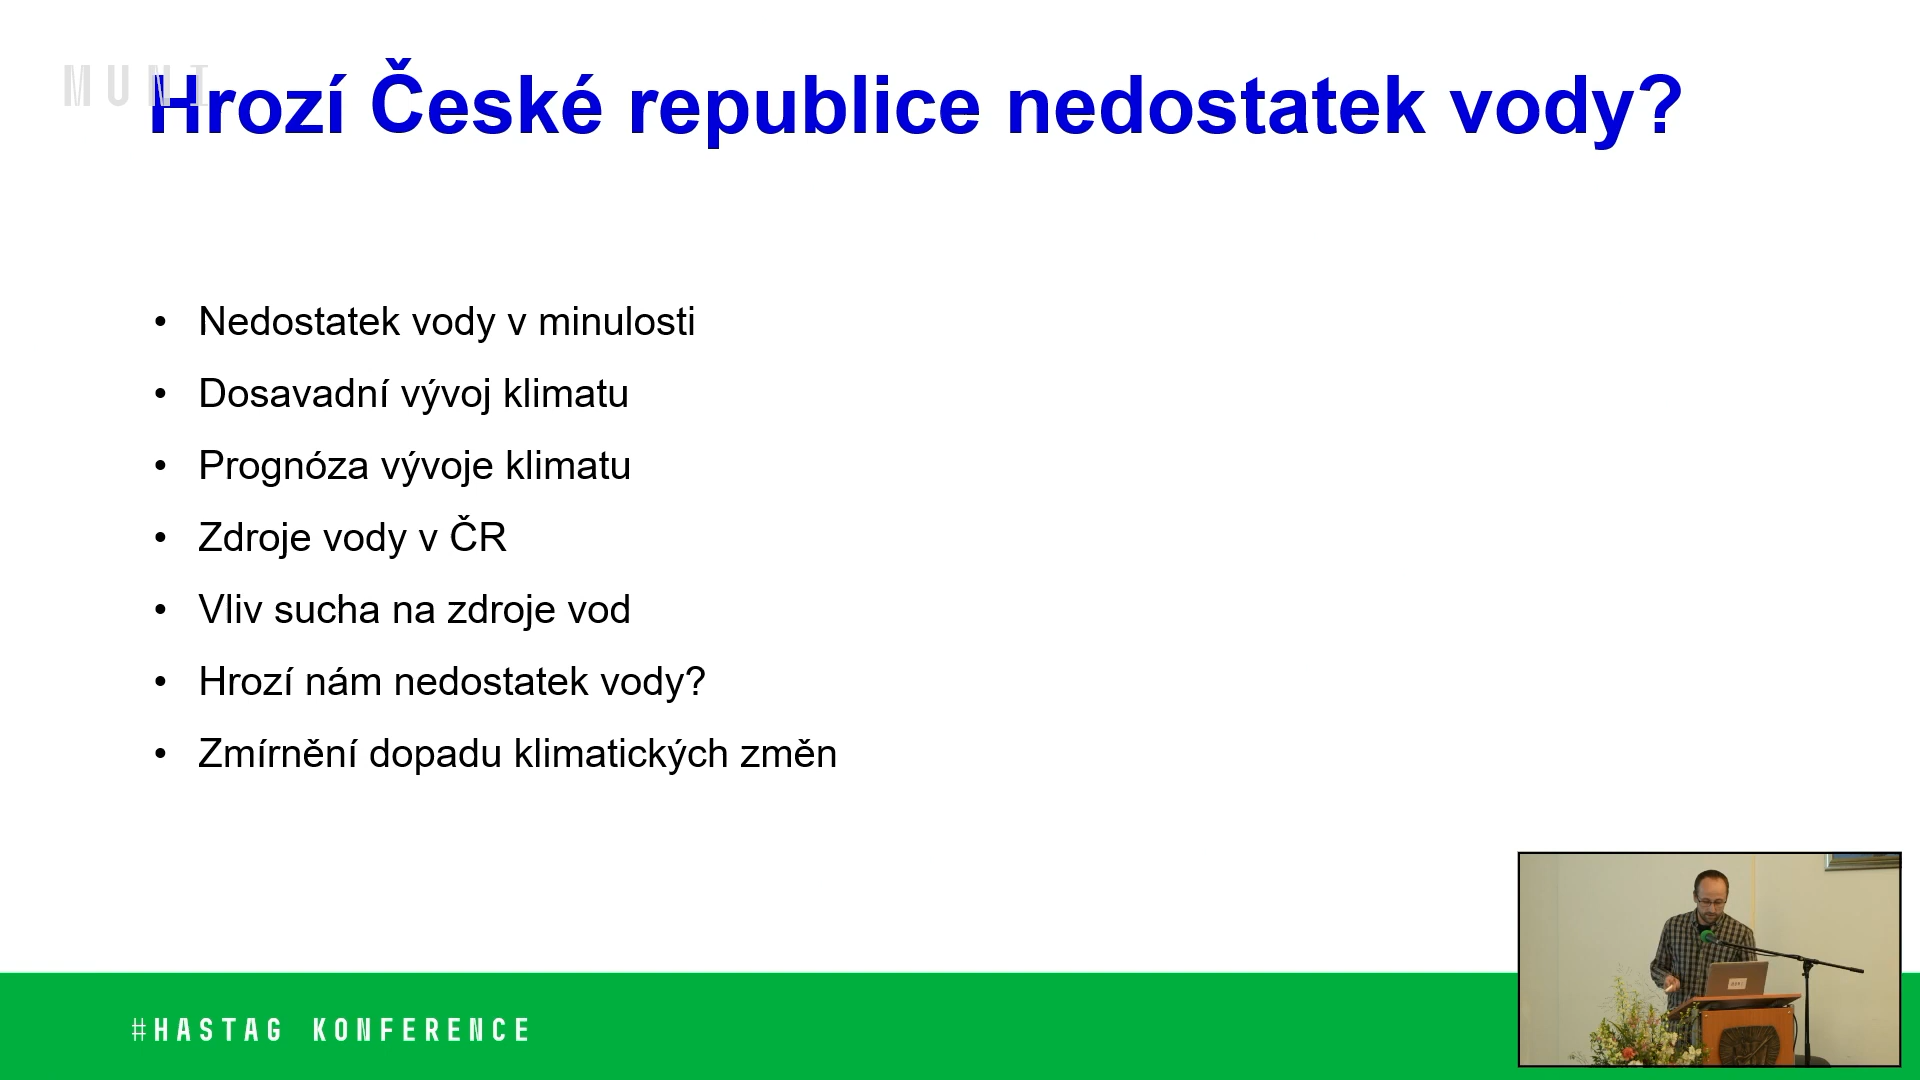 MUNI
Hrozí České republice nedostatek vody?
• Nedostatek vody v minulosti
• Dosavadní vývoj klimatu
• Prognóza vývoje klimatu
• Zdroje vody v ČR
• Vliv sucha na zdroje vod
• Hrozí nám nedostatek vody?
• Zmírnění dopadu klimatických změn
#HASTAG KONFERENCE